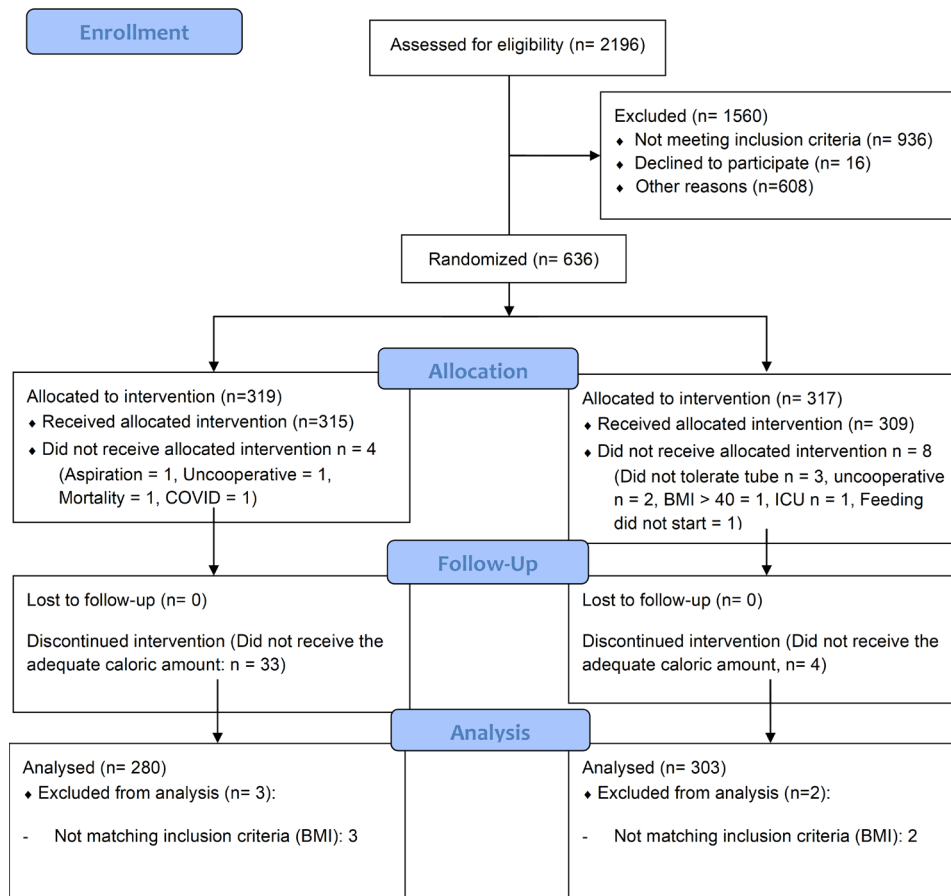 Enrollment
Assessed for eligibility (n= 2196)
Excluded (n= 1560)
♦ Not meeting inclusion criteria (n= 936)
♦ Declined to participate (n= 16)
♦ Other reasons (n=608)
Randomized (n= 636)
Allocation
Allocated to intervention (n=319)
♦ Received allocated intervention (n=315)
♦ Did not receive allocated intervention n = 4
(Aspiration = 1, Uncooperative = 1,
Mortality = 1, COVID = 1)
Allocated to intervention (n= 317)
♦ Received allocated intervention (n= 309)
♦ Did not receive allocated intervention n = 8
(Did not tolerate tube n = 3, uncooperative
n = 2, BMI > 40 = 1, ICU n = 1, Feeding
did not start = 1)
Follow-Up
Lost to follow-up (n= 0)
Discontinued intervention (Did not receive the
adequate caloric amount: n = 33)
Lost to follow-up (n= 0)
Discontinued intervention (Did not receive the
adequate caloric amount, n= 4)
Analysis
Analysed (n= 280)
♦ Excluded from analysis (n= 3):
- Not matching inclusion criteria (BMI): 3
Analysed (n= 303)
♦ Excluded from analysis (n=2):
- Not matching inclusion criteria (BMI): 2